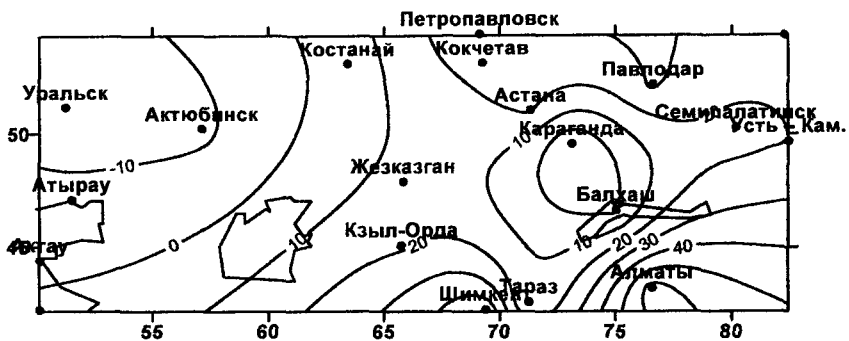 Петропавловск
Костанай
Кокчетав
Павлодар
Уральск
Астана
Актюбинск
Семипалатинск
50
10
Караганда
Усть - Кам.
-10
Жезказган
Атырау
Балхаш
0
10
Кзыл-Орда
20
10
20
30
40
Актау
Алматы
Шимкент
Тараз
55
60
65
70
75
80